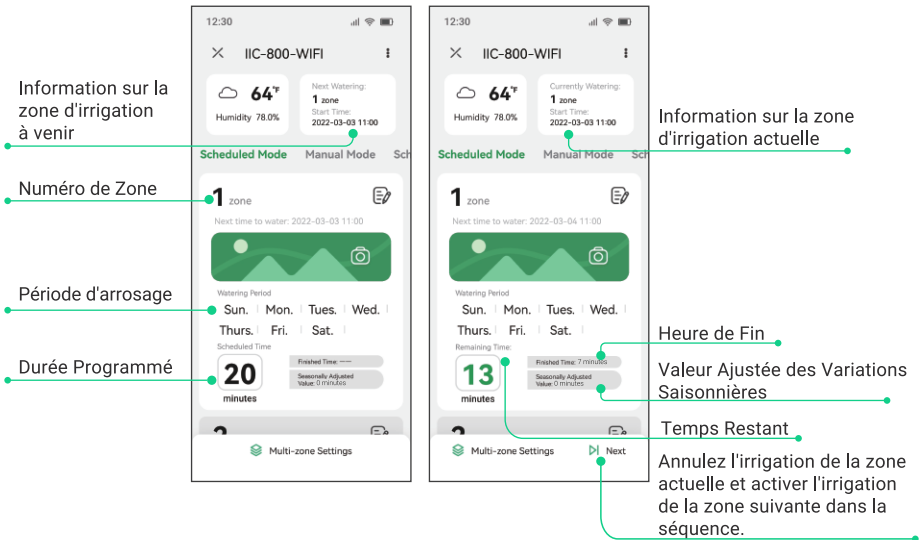 Information sur la
zone d'irrigation
à venir
Numéro de Zone
Période d'arrosage
Durée Programmé
12:30
IIC-800-WIFI
64°F
Humidity 78.0%
Next Watering:
1 zone
Start Time:
2022-03-03 11:00
Scheduled Mode Manual Mode Sch
1 zone
Next time to water: 2022-03-03 11:00
Watering Period
Sun. Mon. Tues. Wed.
Thurs. Fri. Sat.
Scheduled Time
20
minutes
Finished Time: ——
Seasonally Adjusted
Value: 0 minutes
2
Multi-zone Settings
12:30
IIC-800-WIFI
64°F
Humidity 78.0%
Currently Watering:
1 zone
Start Time:
2022-03-03 11:00
Scheduled Mode Manual Mode Sch
1 zone
Next time to water: 2022-03-04 11:00
Watering Period
Sun. Mon. Tues. Wed.
Thurs. Fri. Sat.
Remaining Time:
13
minutes
Finished Time: 7 minutes
Seasonally Adjusted
Value: 0 minutes
2
Multi-zone Settings
Next
Information sur la zone
d'irrigation actuelle
Heure de Fin
Valeur Ajustée des Variations
Saisonnières
Temps Restant
Annulez l'irrigation de la zone
actuelle et activer l'irrigation
de la zone suivante dans la
séquence.